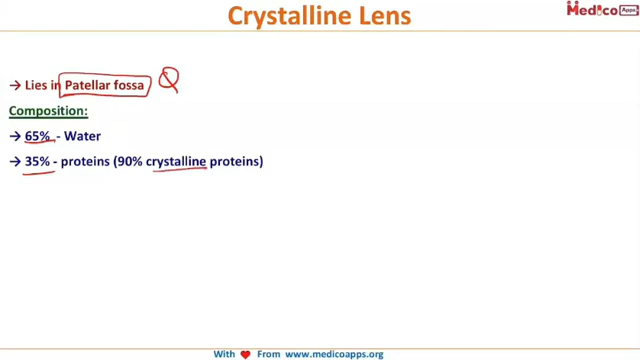 Crystalline Lens
Medico Apps
→ Lies in Patellar fossa Q
Composition:
→ 65% - Water
→ 35% - proteins (90% crystalline proteins)
With ❤ From www.medicoapps.org